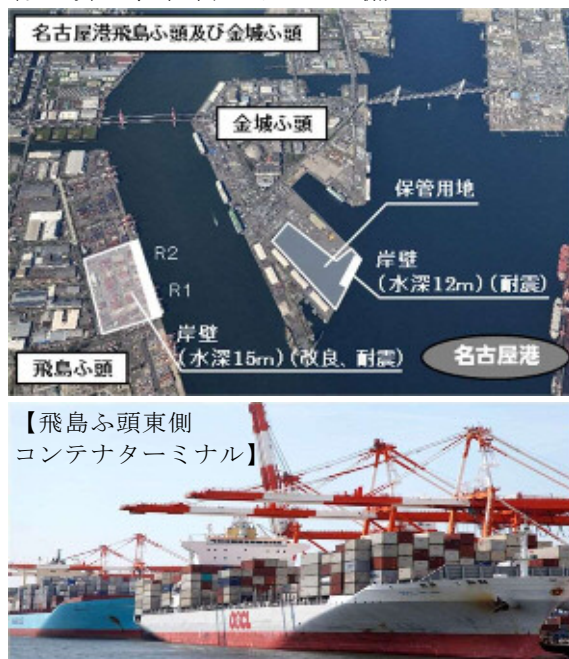 名古屋港飛島ふ頭及び金城ふ頭
金城ふ頭
保管用地
R2
R1
岸壁
(水深12m)(耐震)
岸壁
(水深15m)(改良、耐震)
名古屋港
飛島ふ頭
【飛島ふ頭東側
コンテナターミナル】
OOCL